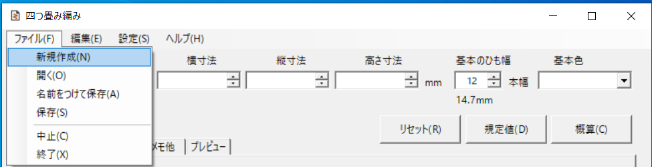 四つ畳み編み
ファイル(F) 編集(E) 設定(S) ヘルプ(H)
新規作成(N)
開く(O)
名前をつけて保存(A)
保存(S)
中止(C)
終了(X)
横寸法 縦寸法 高さ寸法 基本のひも幅 基本色
mm 12 本幅
14.7mm
リセット(R) 規定値(D) 概算(C)
メモ他 プレビュー